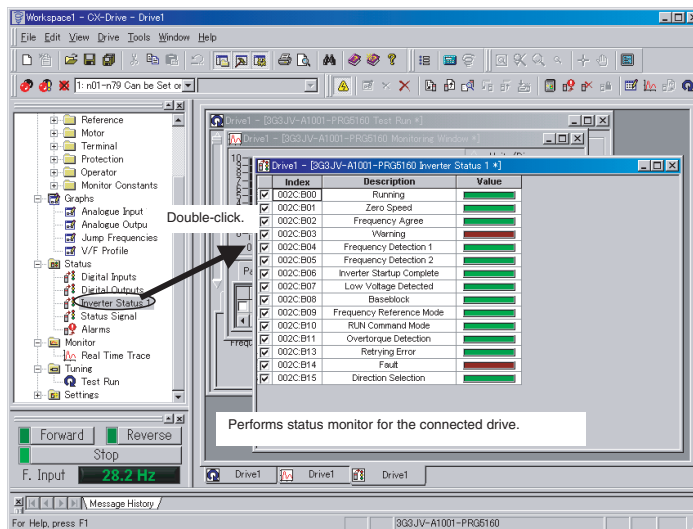 Workspace1 - CX-Drive - Drive1
File Edit View Drive Tools Window Help
1: n01-n79 Can be Set or
Reference
Motor
Terminal
Protection
Operator
Monitor Constants
Graphs
Analogue Input
Analogue Outpu
Jump Frequencies
V/F Profile
Status
Digital Inputs
Digital Outputs
Inverter Status 1
Status Signal
Alarms
Monitor
Real Time Trace
Tuning
Test Run
Settings
Double-click.
Forward
Reverse
Stop
F. Input 28.2 Hz
Drive1 - [3G3JV-A1001-PRG5160 Test Run *]
Drive1 - [3G3JV-A1001-PRG5160 Monitoring Window *]
Drive1 - [3G3JV-A1001-PRG5160 Inverter Status 1 *]
Index Description Value
002C:B00 Running
002C:B01 Zero Speed
002C:B02 Frequency Agree
002C:B03 Warning
002C:B04 Frequency Detection 1
002C:B05 Frequency Detection 2
002C:B06 Inverter Startup Complete
002C:B07 Low Voltage Detected
002C:B08 Baseblock
002C:B09 Frequency Reference Mode
002C:B10 RUN Command Mode
002C:B11 Overtorque Detection
002C:B13 Retrying Error
002C:B14 Fault
002C:B15 Direction Selection
Performs status monitor for the connected drive.
Drive1 Drive1 Drive1
Message History
For Help, press F1
3G3JV-A1001-PRG5160